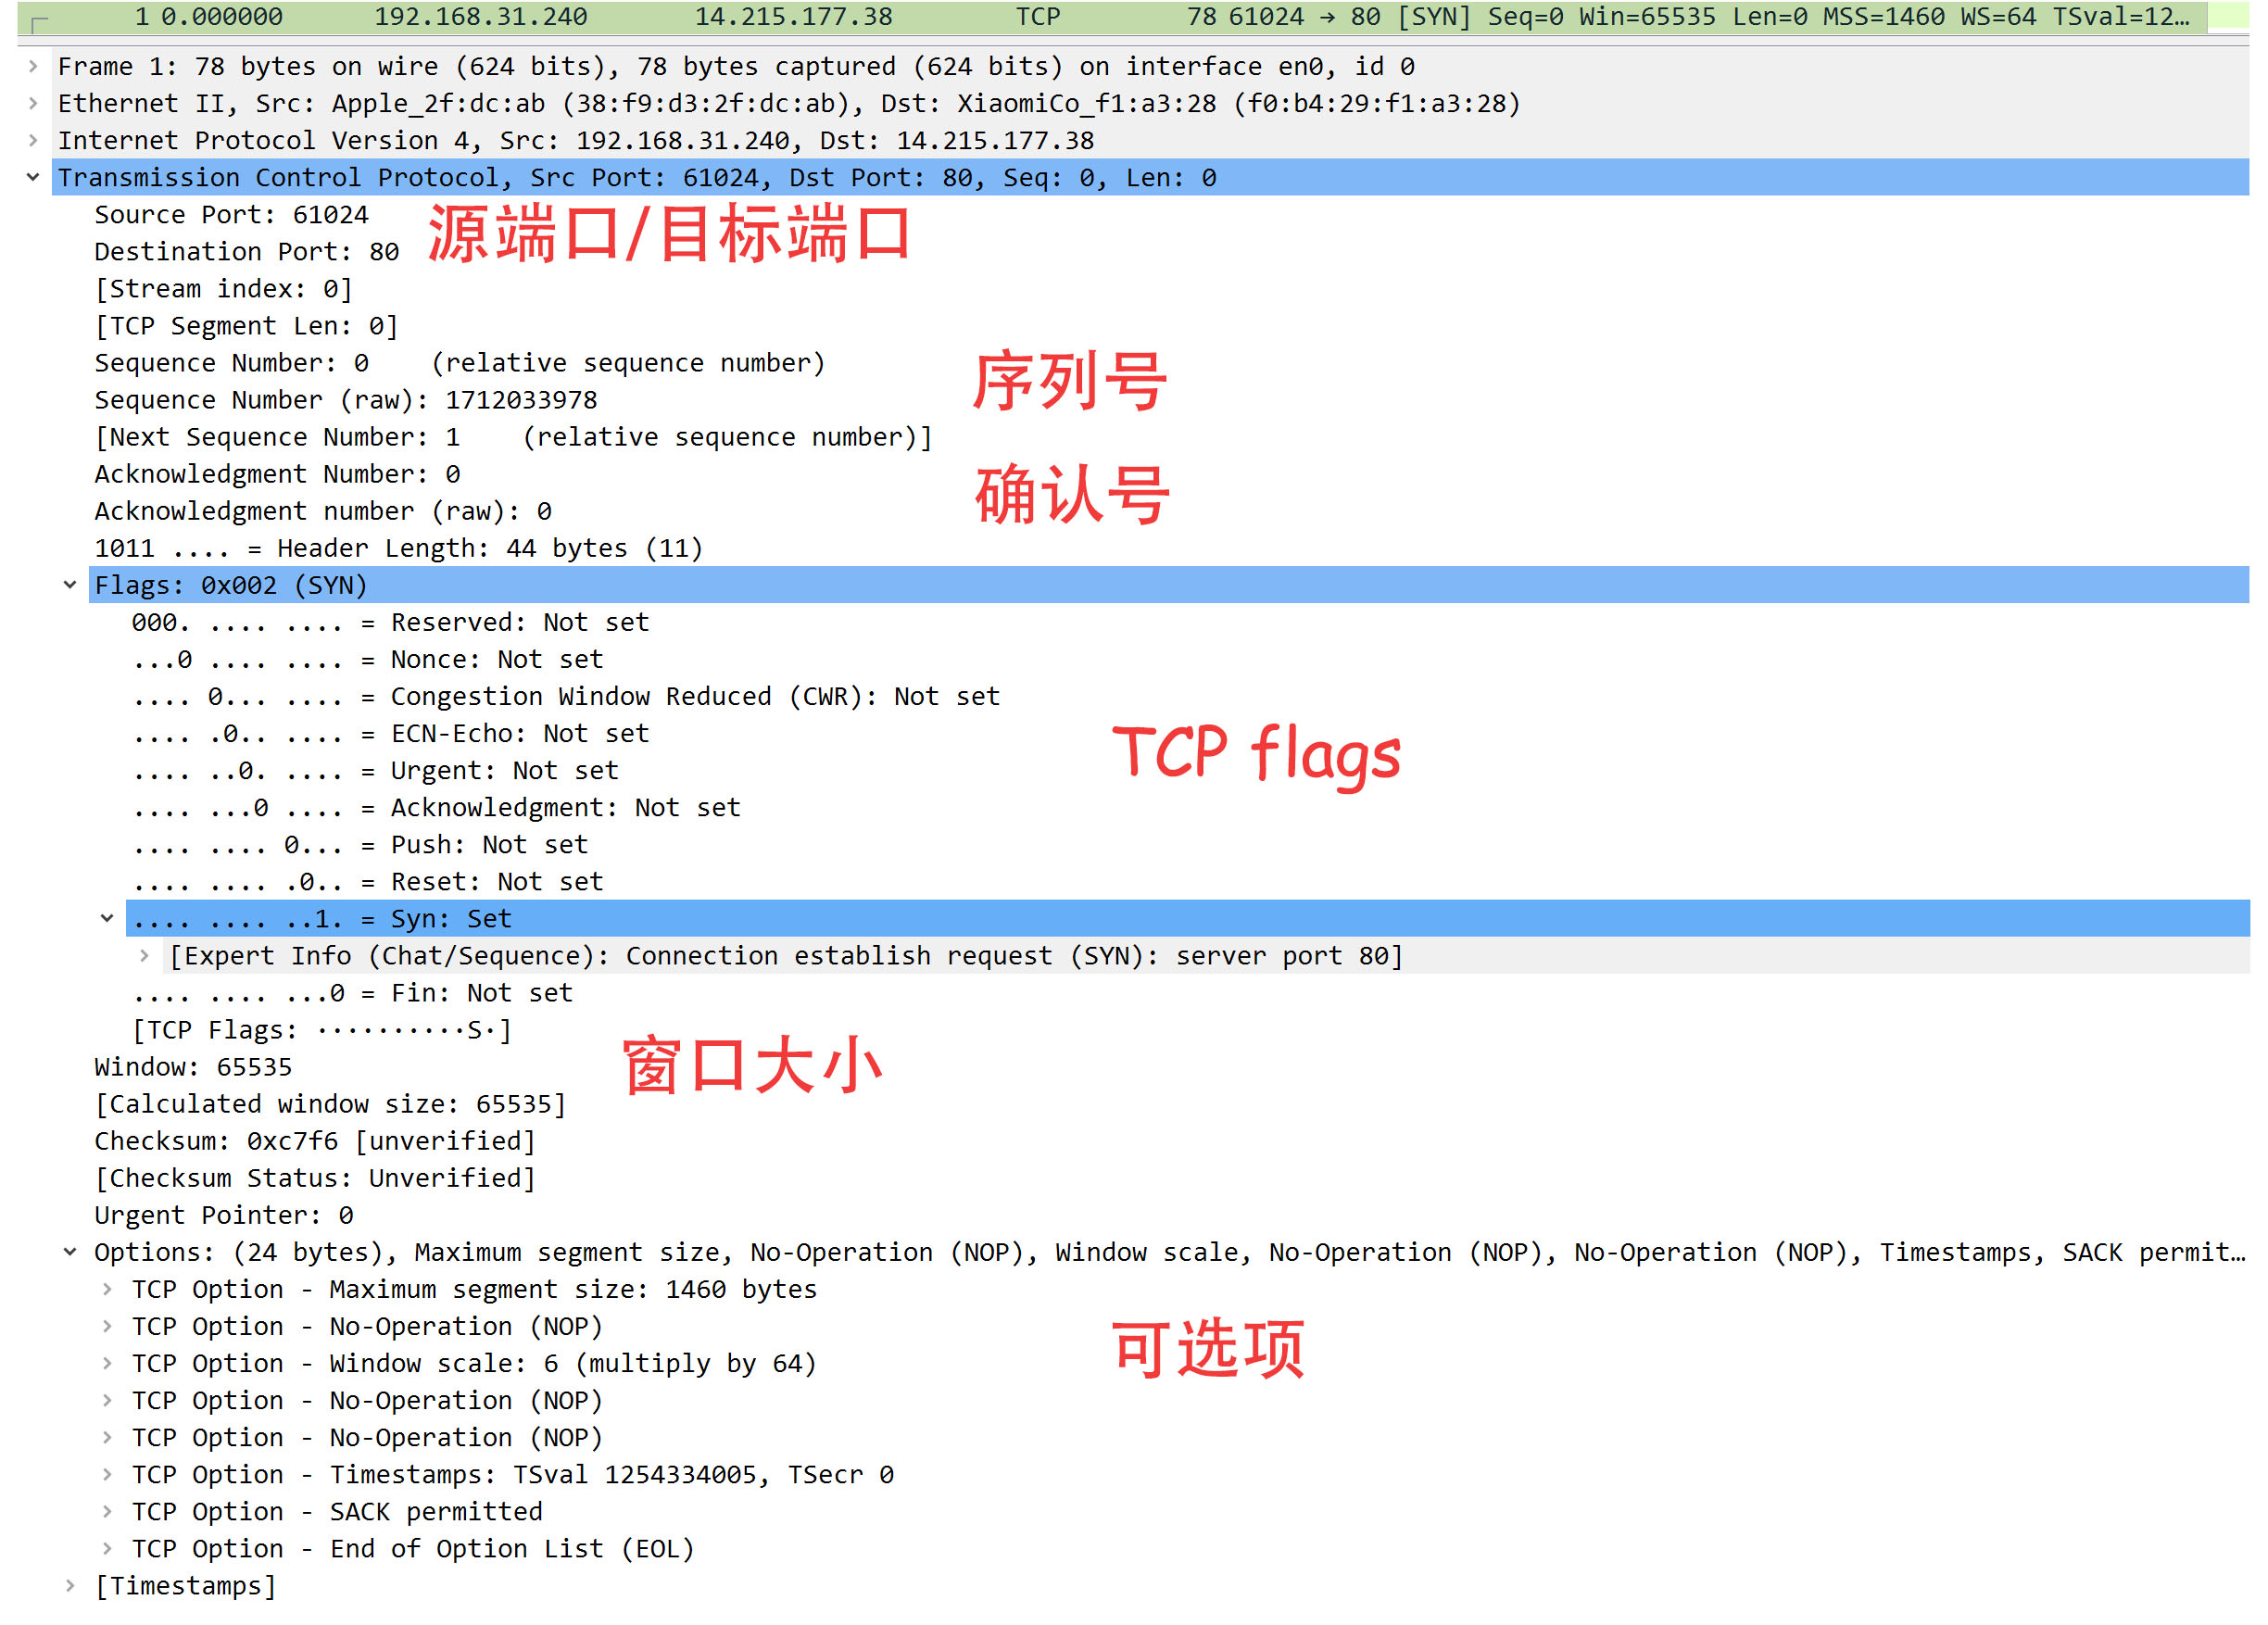 1 0.000000 192.168.31.240 14.215.177.38 TCP 78 61024 → 80 [SYN] Seq=0 Win=65535 Len=0 MSS=1460 WS=64 TSval=12…
Frame 1: 78 bytes on wire (624 bits), 78 bytes captured (624 bits) on interface en0, id 0
Ethernet II, Src: Apple_2f:dc:ab (38:f9:d3:2f:dc:ab), Dst: XiaomiCo_f1:a3:28 (f0:b4:29:f1:a3:28)
Internet Protocol Version 4, Src: 192.168.31.240, Dst: 14.215.177.38
Transmission Control Protocol, Src Port: 61024, Dst Port: 80, Seq: 0, Len: 0
Source Port: 61024
源端口/目标端口
Destination Port: 80
[Stream index: 0]
[TCP Segment Len: 0]
Sequence Number: 0    (relative sequence number)
序列号
Sequence Number (raw): 1712033978
[Next Sequence Number: 1    (relative sequence number)]
Acknowledgment Number: 0
确认号
Acknowledgment number (raw): 0
1011 .... = Header Length: 44 bytes (11)
Flags: 0x002 (SYN)
000. .... .... = Reserved: Not set
...0 .... .... = Nonce: Not set
.... 0... .... = Congestion Window Reduced (CWR): Not set
.... .0.. .... = ECN-Echo: Not set
TCP flags
.... ..0. .... = Urgent: Not set
.... ...0 .... = Acknowledgment: Not set
.... .... 0... = Push: Not set
.... .... .0.. = Reset: Not set
.... .... ..1. = Syn: Set
[Expert Info (Chat/Sequence): Connection establish request (SYN): server port 80]
.... .... ...0 = Fin: Not set
[TCP Flags: ··········S·]
Window: 65535
窗口大小
[Calculated window size: 65535]
Checksum: 0xc7f6 [unverified]
[Checksum Status: Unverified]
Urgent Pointer: 0
Options: (24 bytes), Maximum segment size, No-Operation (NOP), Window scale, No-Operation (NOP), No-Operation (NOP), Timestamps, SACK permit…
TCP Option - Maximum segment size: 1460 bytes
TCP Option - No-Operation (NOP)
可选项
TCP Option - Window scale: 6 (multiply by 64)
TCP Option - No-Operation (NOP)
TCP Option - No-Operation (NOP)
TCP Option - Timestamps: TSval 1254334005, TSecr 0
TCP Option - SACK permitted
TCP Option - End of Option List (EOL)
[Timestamps]